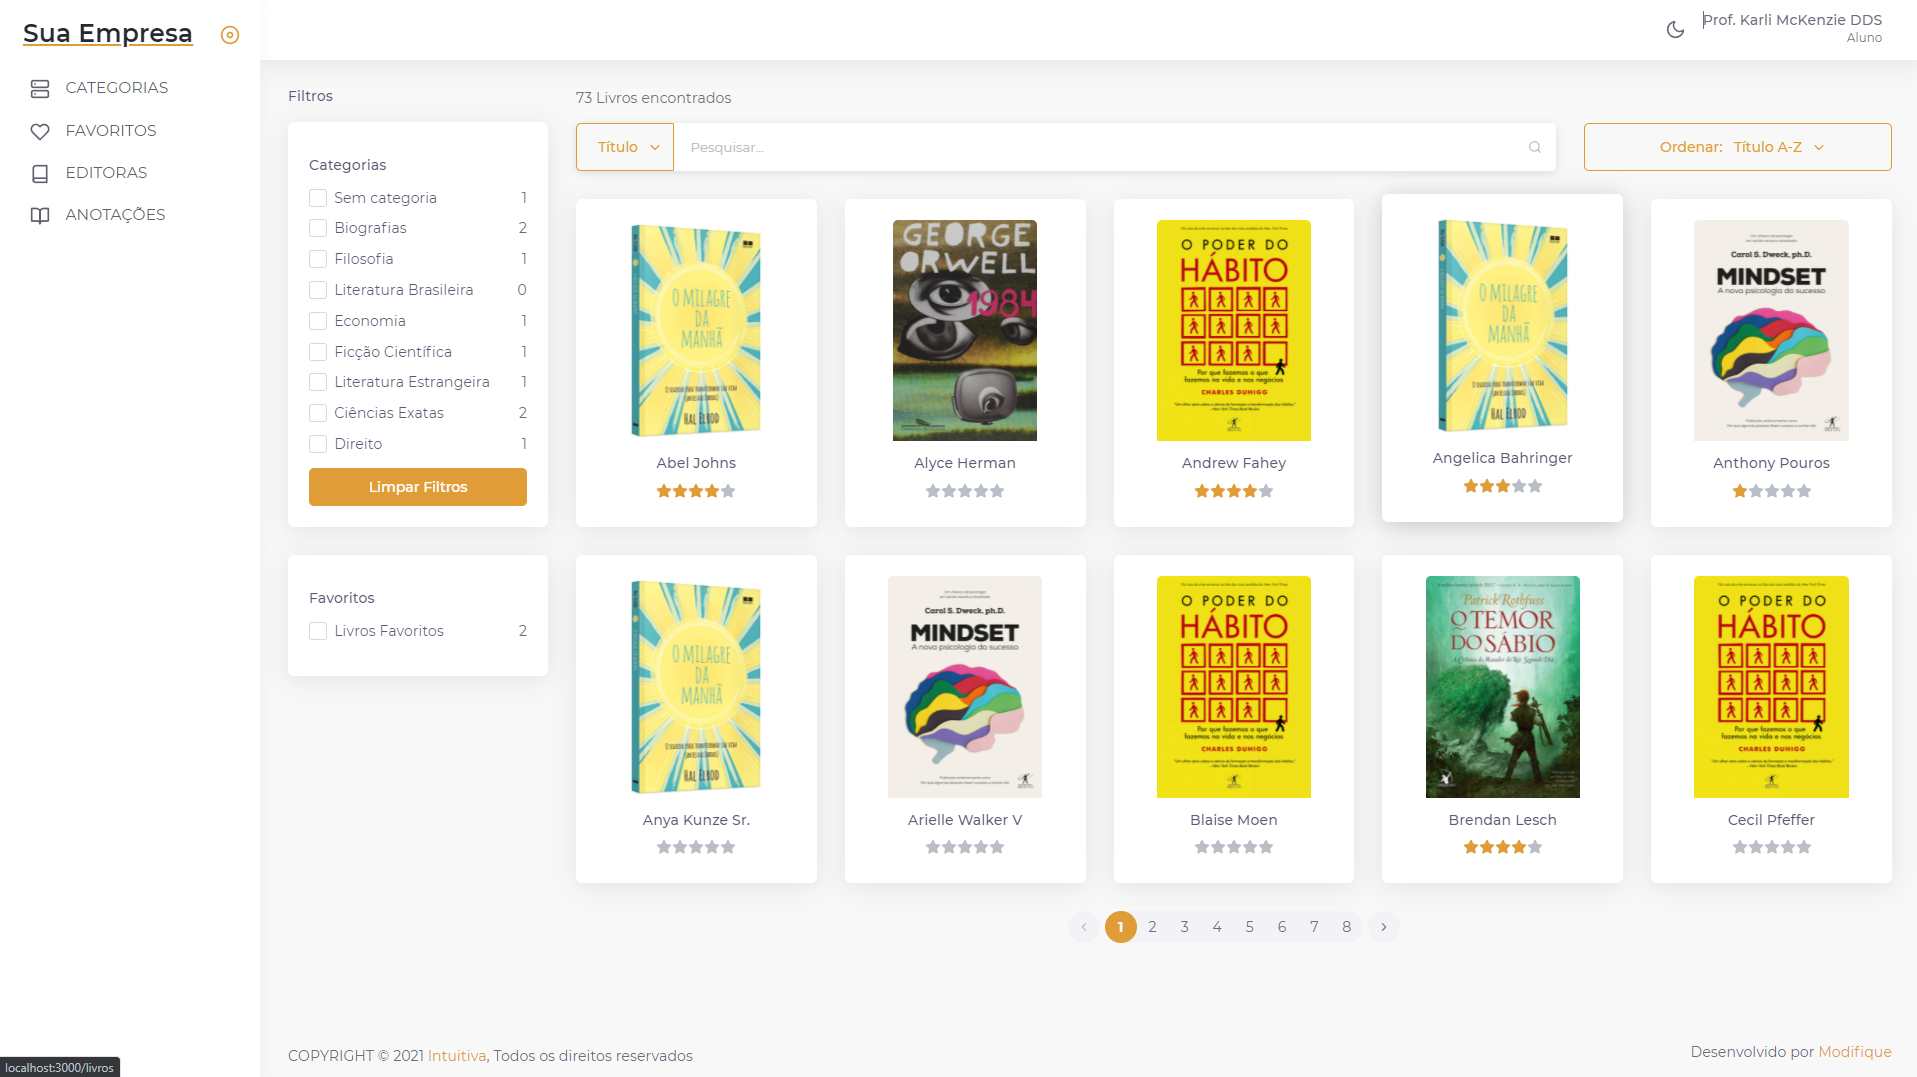 Sua Empresa
CATEGORIAS
FAVORITOS
EDITORAS
ANOTAÇÕES
Prof. Karli McKenzie DDS
Aluno
Filtros
Categorias
Sem categoria 1
Biografias 2
Filosofia 1
Literatura Brasileira 0
Economia 1
Ficção Científica 1
Literatura Estrangeira 1
Ciências Exatas 2
Direito 1
Limpar Filtros
Favoritos
Livros Favoritos 2
73 Livros encontrados
Título
Pesquisar...
Ordenar: Título A-Z
O MILAGRE
DA
MANHÃ
HAL ELROD
Abel Johns
GEORGE
ORWELL
1984
Alyce Herman
O PODER DO
HÁBITO
Por que fazemos o que
fazemos na vida e nos negócios
CHARLES DUHIGG
Andrew Fahey
O MILAGRE
DA
MANHÃ
HAL ELROD
Angelica Bahringer
Carol S. Dweck, ph.D.
MINDSET
A nova psicologia do sucesso
Anthony Pouros
O MILAGRE
DA
MANHÃ
HAL ELROD
Anya Kunze Sr.
Carol S. Dweck, ph.D.
MINDSET
A nova psicologia do sucesso
Arielle Walker V
O PODER DO
HÁBITO
Por que fazemos o que
fazemos na vida e nos negócios
CHARLES DUHIGG
Blaise Moen
Patrick Rothfuss
O TEMOR
DO SÁBIO
A Crônica do Matador do Rei: Segundo Dia
Brendan Lesch
O PODER DO
HÁBITO
Por que fazemos o que
fazemos na vida e nos negócios
CHARLES DUHIGG
Cecil Pfeffer
1 2 3 4 5 6 7 8
COPYRIGHT © 2021 Intuitiva, Todos os direitos reservados
Desenvolvido por Modifique
localhost:3000/livros